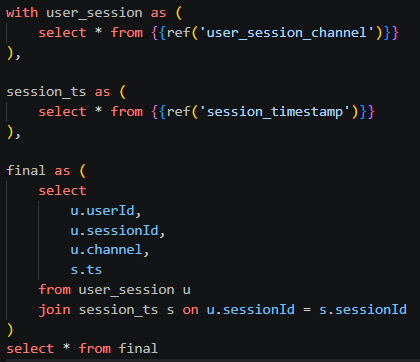 with user_session as (
    select * from {{ref('user_session_channel')}}
),

session_ts as (
    select * from {{ref('session_timestamp')}}
),

final as (
    select
        u.userId,
        u.sessionId,
        u.channel,
        s.ts
    from user_session u
    join session_ts s on u.sessionId = s.sessionId
)
select * from final